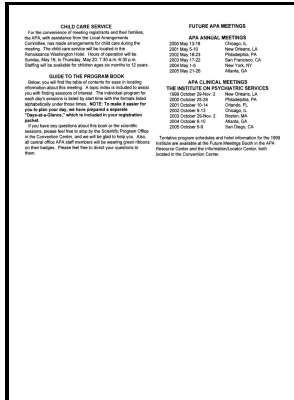 CHILD CARE SERVICE
For the convenience of meeting registrants and their families,
the APA, with assistance from the Local Arrangements
Committee, has made arrangements for child care during the
meeting. The child care service will be located in the
Renaissance Washington Hotel. Hours of operation will be
Sunday, May 16, to Thursday, May 20, 7:30 a.m.-6:30 p.m.
Staffing will be available for children ages six months to 12 years.
GUIDE TO THE PROGRAM BOOK
Below, you will find the table of contents for ease in locating
information about this meeting. A topic index is included to assist
you with finding sessions of interest. The individual program for
each day's sessions is listed by start time with the formats listed
alphabetically under those times. NOTE: To make it easier for
you to plan your week, we have prepared a separate
"Days-at-a-Glance," which is included in your registration
packet.
If you have any questions about this book or the scientific
sessions, please feel free to stop by the Scientific Program Office
in the Convention Center, and we will be glad to help you. Also,
all central office APA staff members will be wearing green ribbons
on their badges. Please feel free to direct your questions to
them.
FUTURE APA MEETINGS
APA ANNUAL MEETINGS
2000 May 13-18 Chicago, IL
2001 May 5-10 New Orleans, LA
2002 May 18-23 Philadelphia, PA
2003 May 17-22 San Francisco, CA
2004 May 1-6 New York, NY
2005 May 21-26 Atlanta, GA
APA CLINICAL MEETINGS
THE INSTITUTE ON PSYCHIATRIC SERVICES
1999 October 29-Nov. 2 New Orleans, LA
2000 October 25-29 Philadelphia, PA
2001 October 10-14 Orlando, FL
2002 October 9-13 Chicago, IL
2003 October 29-Nov. 2 Boston, MA
2004 October 6-10 Atlanta, GA
2005 October 5-9 San Diego, CA
Tentative program schedules and hotel information for the 1999
Institute are available at the Future Meetings Booth in the APA
Resource Center and the Information/Locator Center, both
located in the Convention Center.